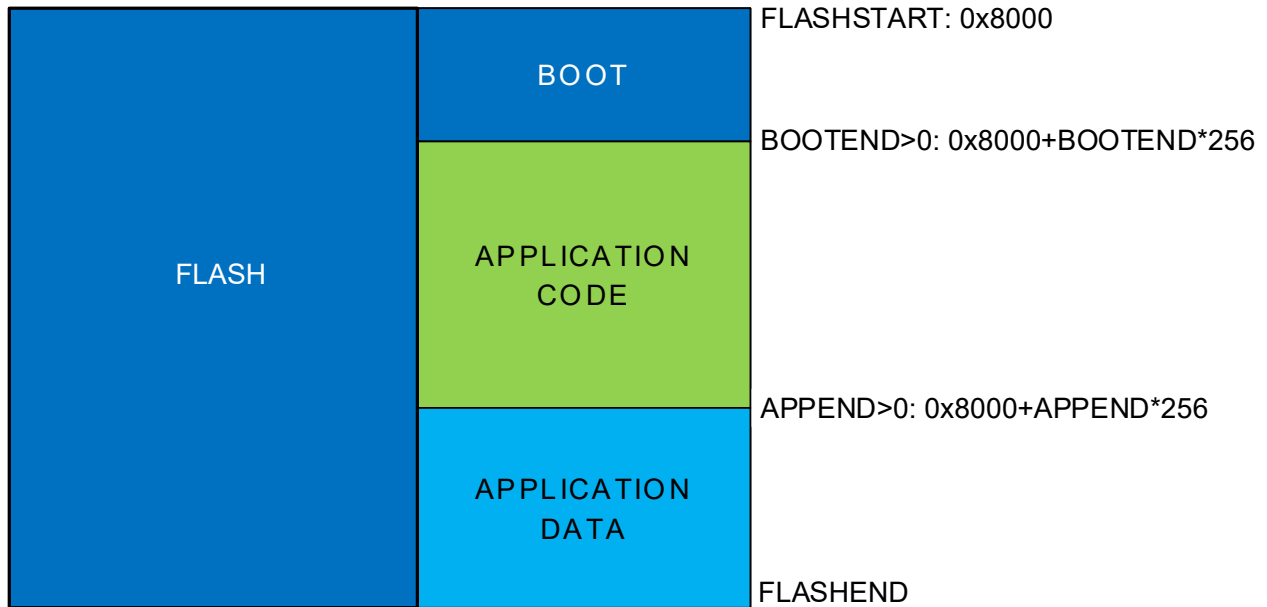 FLASHSTART: 0x8000
BOOT
BOOTEND>0: 0x8000+BOOTEND*256
FLASH
APPLICATION
CODE
APPEND>0: 0x8000+APPEND*256
APPLICATION
DATA
FLASHEND